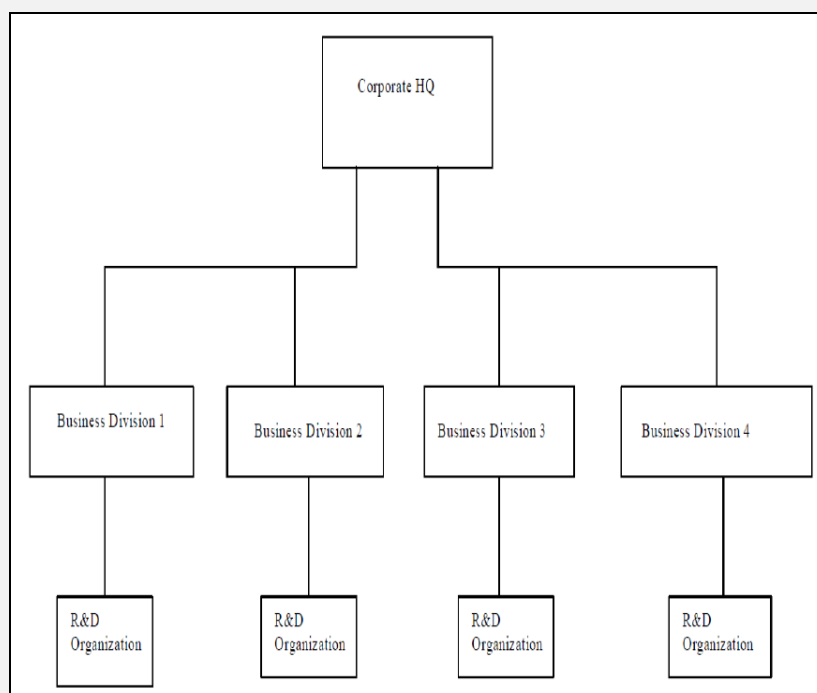 Corporate HQ
Business Division 1
Business Division 2
Business Division 3
Business Division 4
R&D
Organization
R&D
Organization
R&D
Organization
R&D
Organization